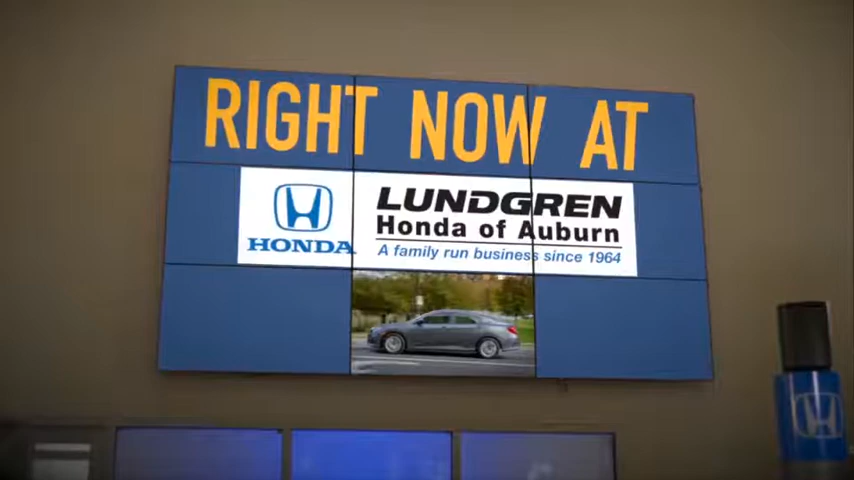 RIGHT NOW AT
HONDA
LUNDGREN
Honda of Auburn
A family run business since 1964